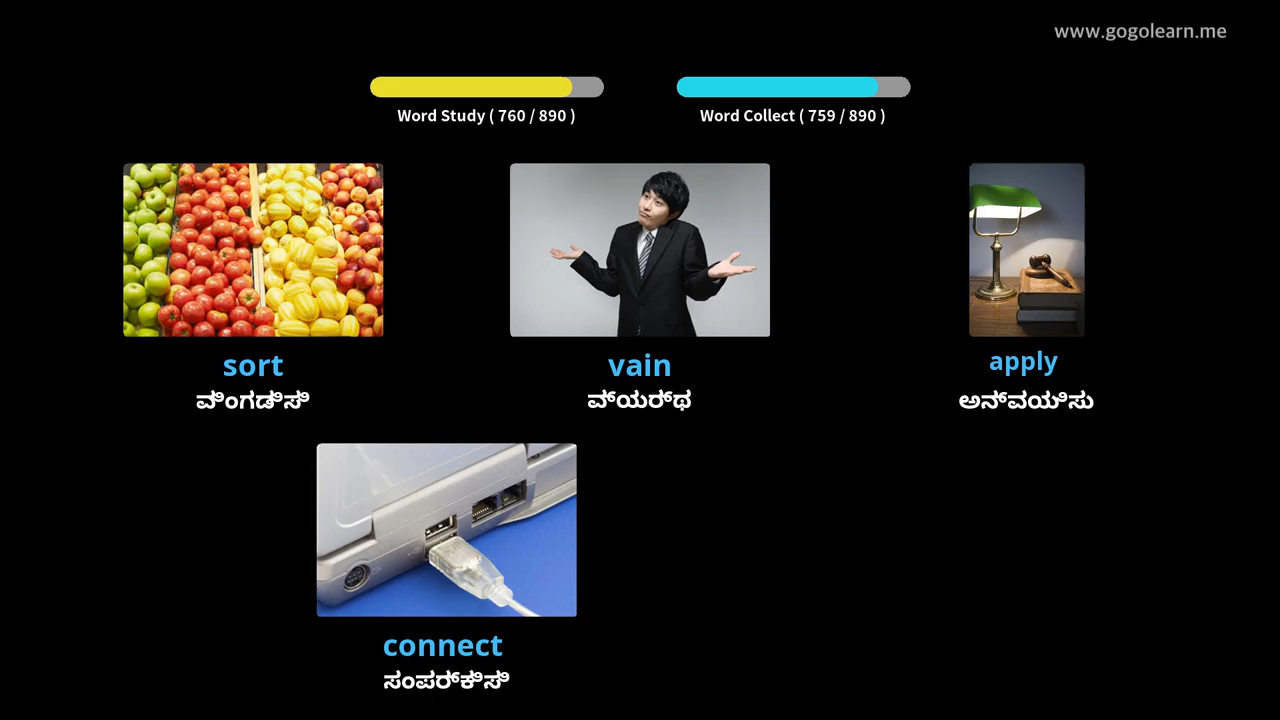 www.gogolearn.me
Word Study ( 760 / 890 )
Word Collect ( 759 / 890 )
sort
ವಿಂಗಡಿಸಿ
vain
ವ್ಯರ್ಥ
apply
ಅನ್ವಯಿಸು
connect
ಸಂಪರ್ಕಿಸಿ